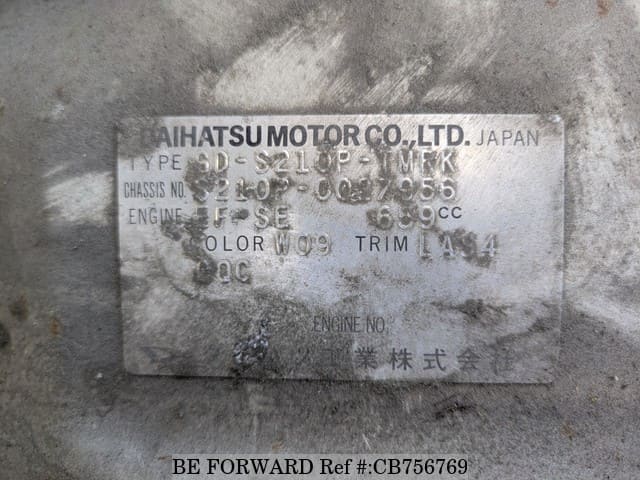 DAIHATSU MOTOR CO.,LTD. JAPAN
TYPE SD-S210P-TMRK
CHASSIS NO. S210P-0027956
ENGINE EF-SE 659CC
COLOR W09 TRIM LA14
ENGINE NO.
工業株式会社
BE FORWARD Ref #:CB756769